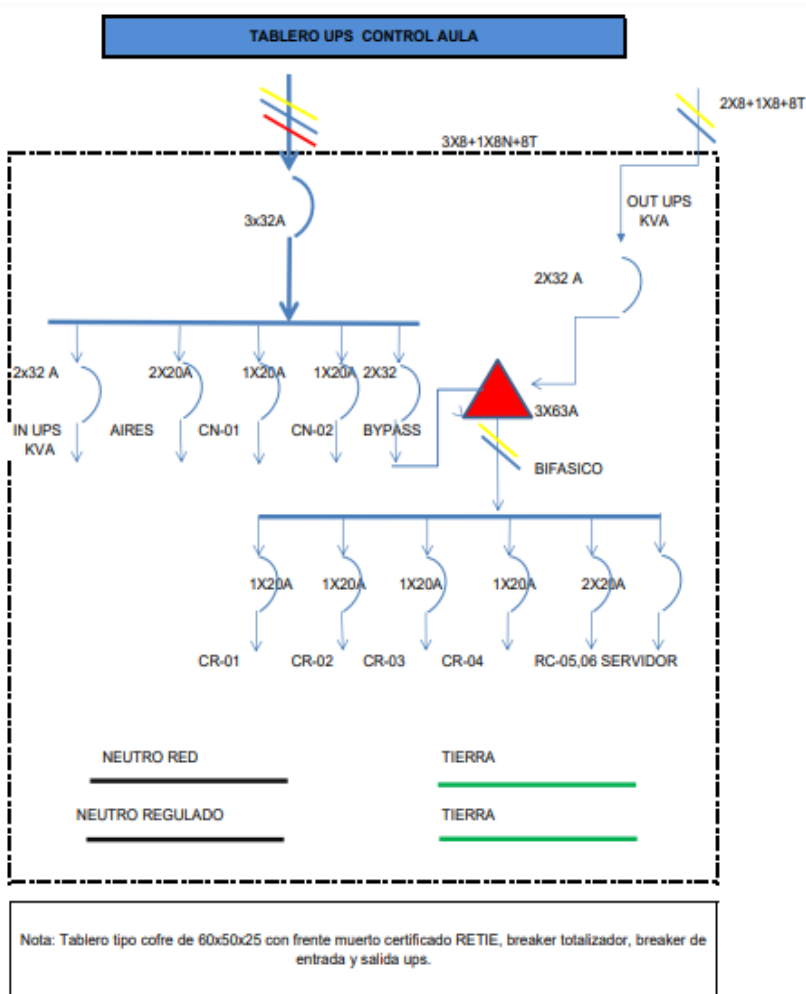 TABLERO UPS CONTROL AULA
2X8+1X8+8T
3X8+1X8N+8T
OUT UPS
KVA
3x32A
2X32 A
2x32 A
2X20A
1X20A
1X20A
2X32
3X63A
IN UPS
KVA
AIRES
CN-01
CN-02
BYPASS
BIFASICO
1X20A
1X20A
1X20A
1X20A
2X20A
CR-01
CR-02
CR-03
CR-04
RC-05,06 SERVIDOR
NEUTRO RED
TIERRA
NEUTRO REGULADO
TIERRA
Nota: Tablero tipo cofre de 60x50x25 con frente muerto certificado RETIE, breaker totalizador, breaker de
entrada y salida ups.